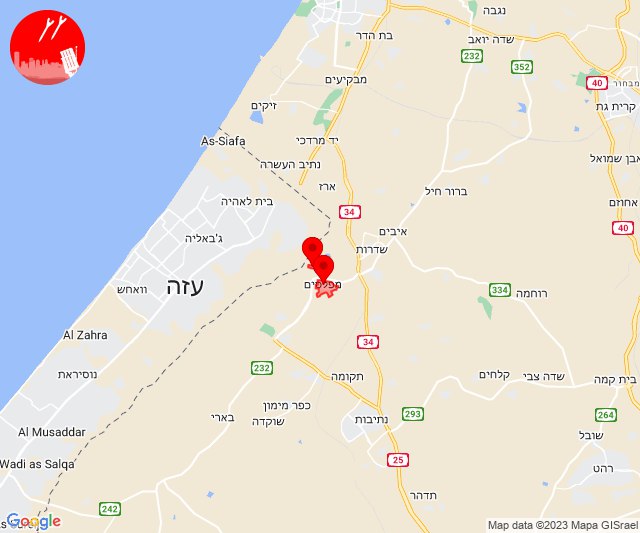 נגבה
שדה יואב
בת הדר
232
352
מבקיעים
40
מבחור
קרית גת
זיקים
As-Siafa
יד מרדכי
נתיב העשרה
אבן שמואל
ארז
ברור חיל
בית לאהיה
אחוזם
34
40
ג'באליה
איבים
שדרות
עזה
וואחש
מפלסים
334
רוחמה
Al Zahra
34
נוסיראת
232
תקומה
קלחים
שדה צבי
בית קמה
כפר מימון
שוקדה
בארי
נתיבות
293
264
Al Musaddar
שובל
Wadi as Salqa
25
רהט
תדהר
242
Google
Map data ©2023 Mapa GISrael